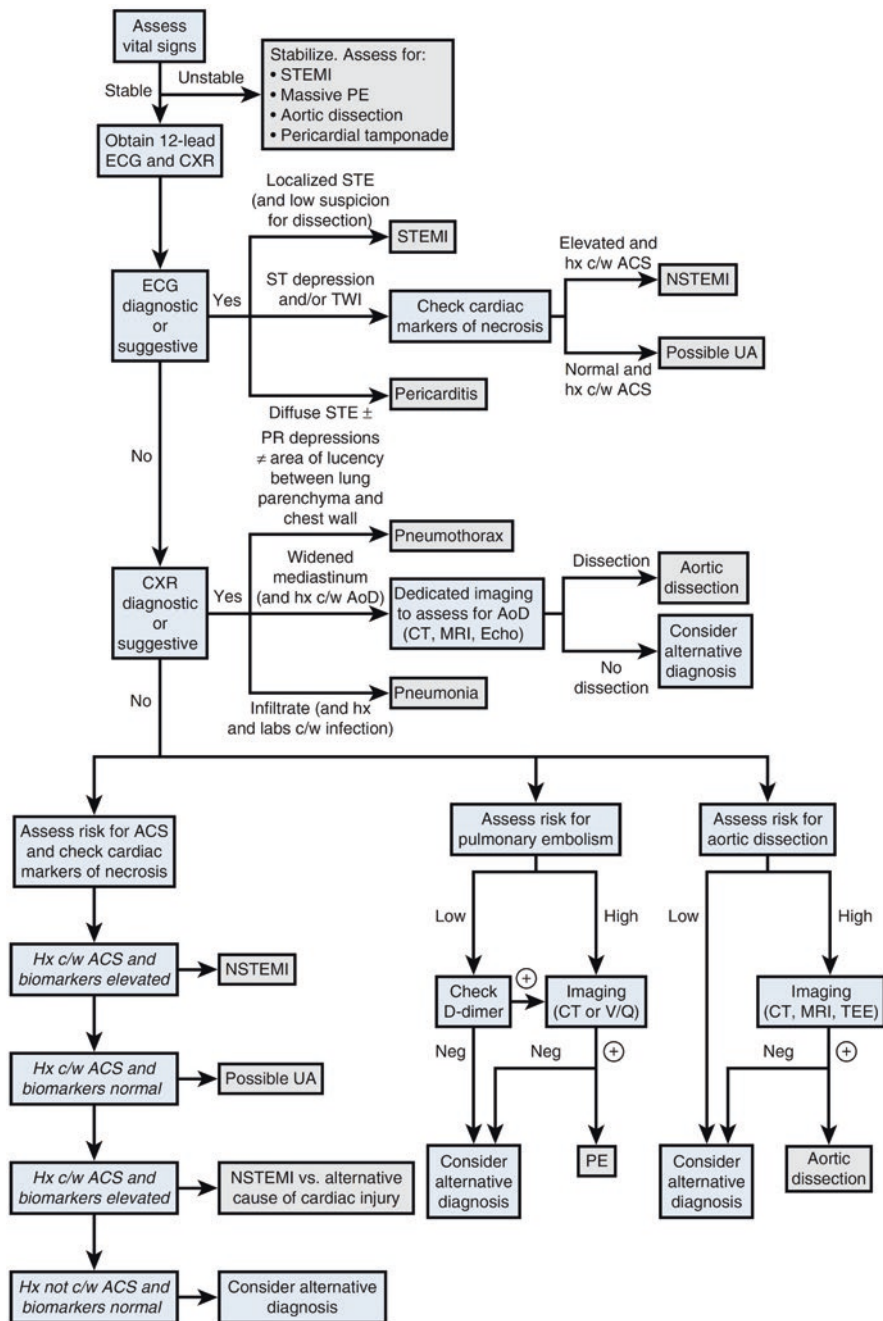 Assess
vital signs
Unstable
Stable
Stabilize. Assess for:
• STEMI
• Massive PE
• Aortic dissection
• Pericardial tamponade
Obtain 12-lead
ECG and CXR
Localized STE
(and low suspicion
for dissection)
STEMI
ECG
diagnostic
or
suggestive
Yes
ST depression
and/or TWI
Check cardiac
markers of necrosis
Elevated and
hx c/w ACS
NSTEMI
Possible UA
Normal and
hx c/w ACS
Pericarditis
Diffuse STE ±
PR depressions
≠ area of lucency
between lung
parenchyma and
chest wall
No
Pneumothorax
CXR
diagnostic
or
suggestive
Yes
Widened
mediastinum
(and hx c/w AoD)
Dedicated imaging
to assess for AoD
(CT, MRI, Echo)
Dissection
Aortic
dissection
Consider
alternative
diagnosis
No
dissection
Pneumonia
Infiltrate (and hx
and labs c/w infection)
No
Assess risk for ACS
and check cardiac
markers of necrosis
Hx c/w ACS and
biomarkers elevated
NSTEMI
Hx c/w ACS and
biomarkers normal
Possible UA
Hx c/w ACS and
biomarkers elevated
NSTEMI vs. alternative
cause of cardiac injury
Hx not c/w ACS and
biomarkers normal
Consider alternative
diagnosis
Assess risk for
pulmonary embolism
Low
High
Check
D-dimer
+
Imaging
(CT or V/Q)
Neg
Neg
+
Consider
alternative
diagnosis
PE
Assess risk for
aortic dissection
Low
High
Imaging
(CT, MRI, TEE)
Neg
+
Consider
alternative
diagnosis
Aortic
dissection